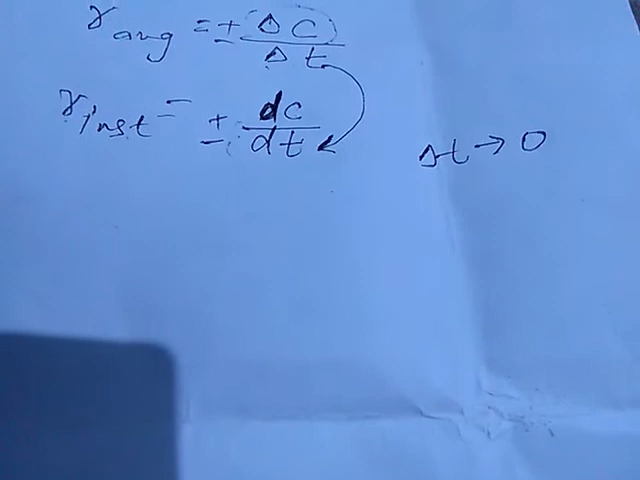 r avg = ± Δc / Δt
r inst = ± dc / dt
Δt → 0